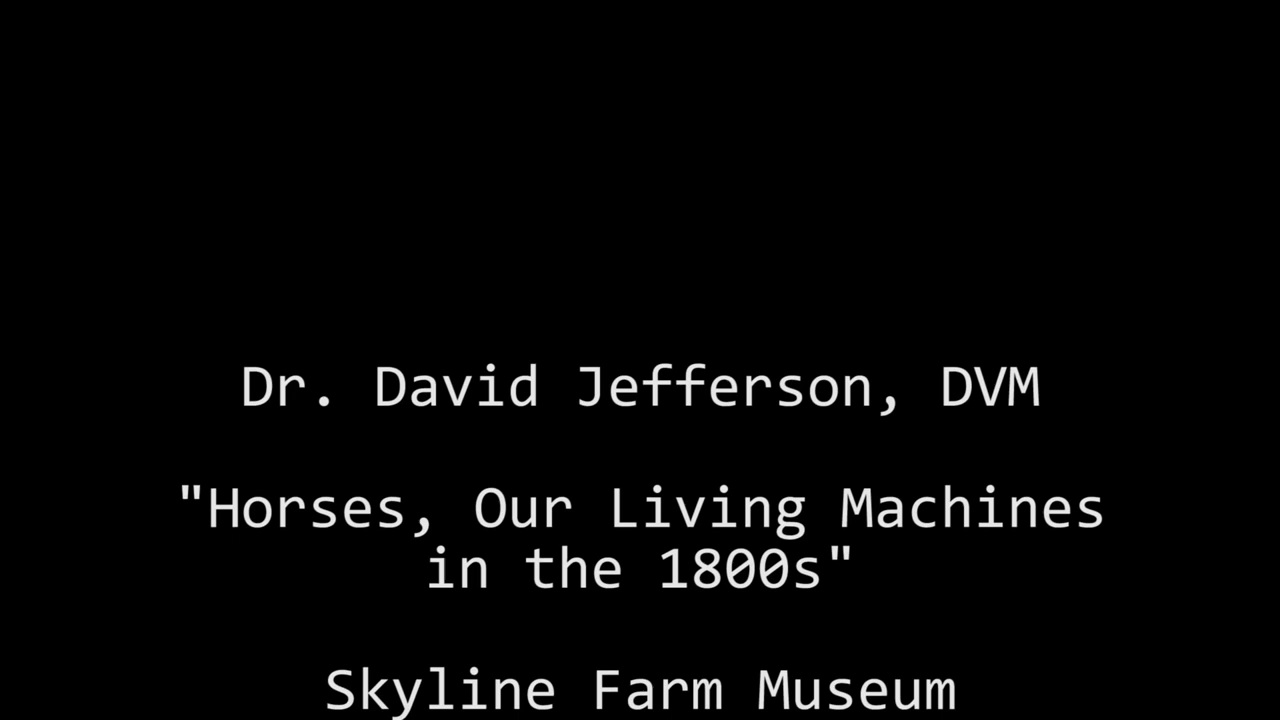 Dr. David Jefferson, DVM
"Horses, Our Living Machines
in the 1800s"
Skyline Farm Museum